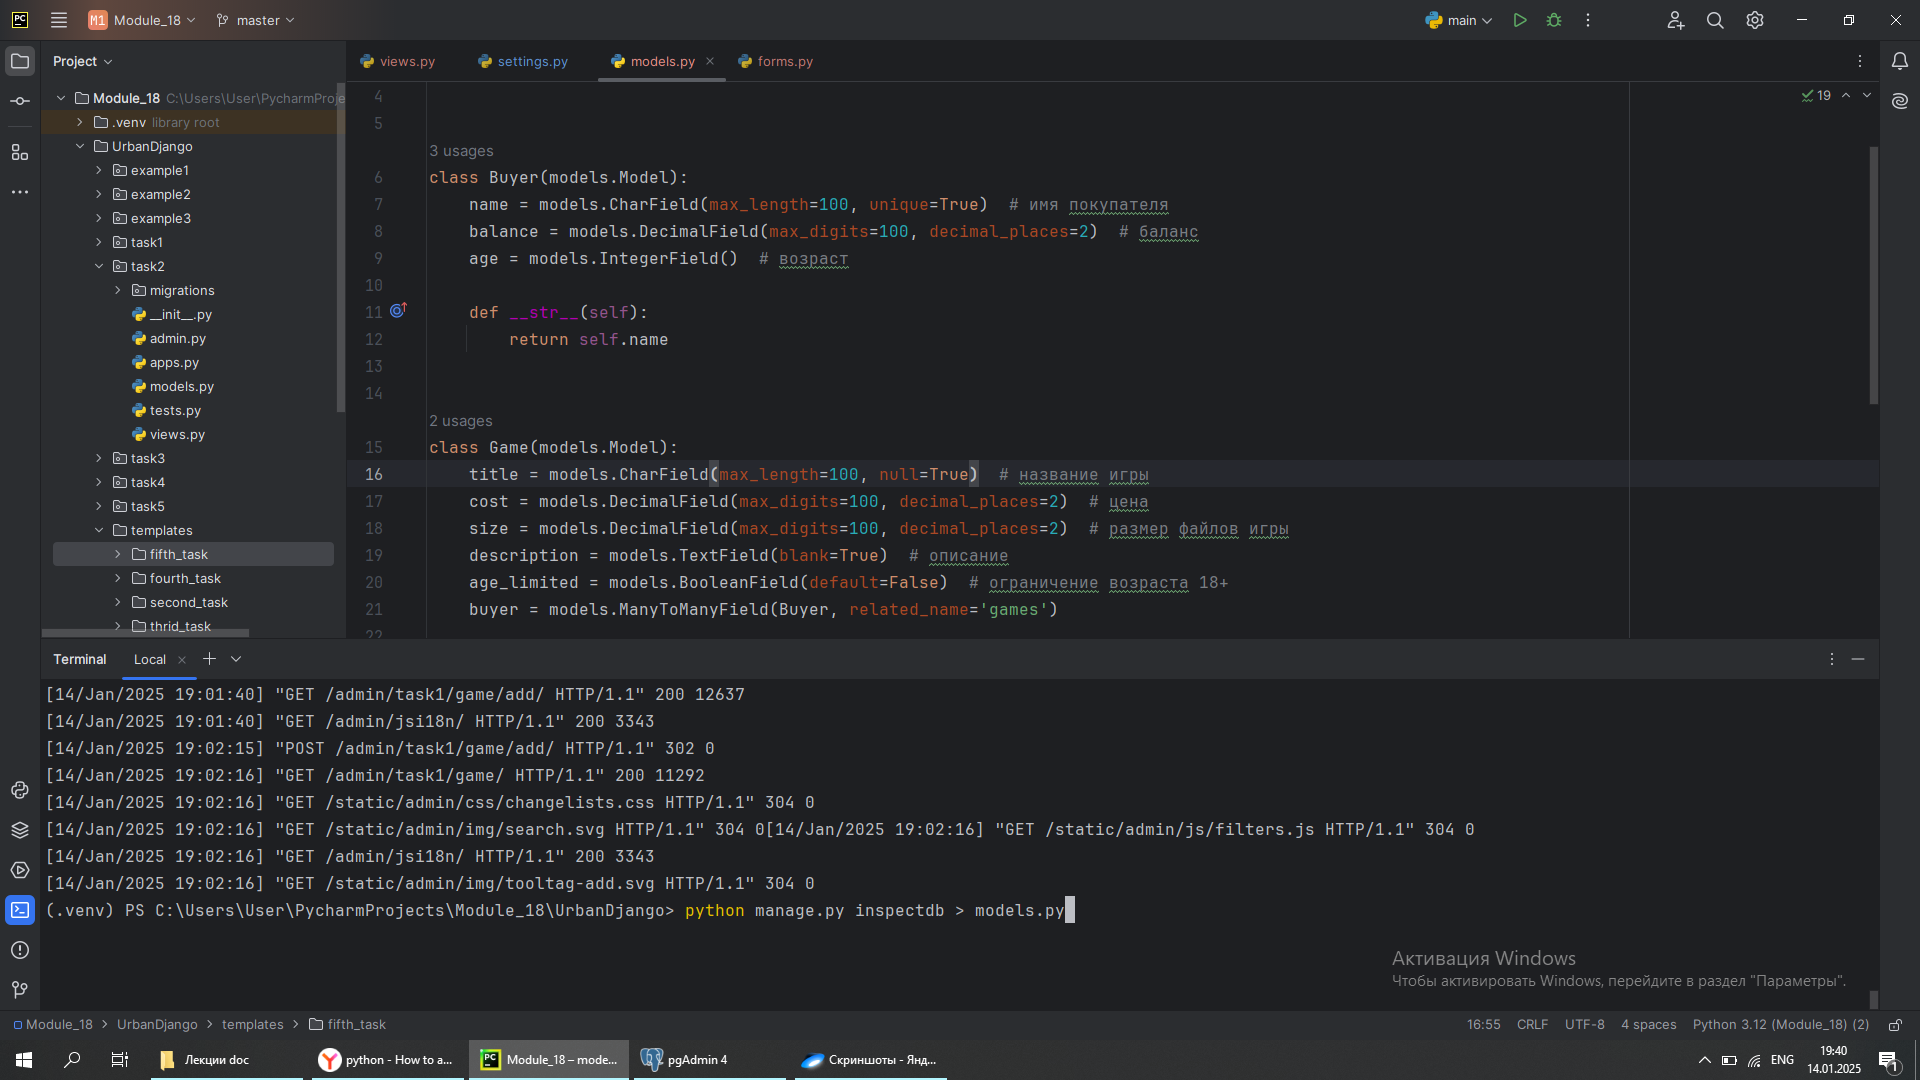 PC
M1 Module_18
master
main
Project
views.py
settings.py
models.py
forms.py
Module_18 C:\Users\User\PycharmProje
.venv library root
UrbanDjango
example1
example2
example3
task1
task2
migrations
__init__.py
admin.py
apps.py
models.py
tests.py
views.py
task3
task4
task5
templates
fifth_task
fourth_task
second_task
thrid_task
19
4
5
3 usages
6 class Buyer(models.Model):
7 name = models.CharField(max_length=100, unique=True)  # имя покупателя
8 balance = models.DecimalField(max_digits=100, decimal_places=2)  # баланс
9 age = models.IntegerField()  # возраст
10
11 def __str__(self):
12 return self.name
13
14
2 usages
15 class Game(models.Model):
16 title = models.CharField(max_length=100, null=True)  # название игры
17 cost = models.DecimalField(max_digits=100, decimal_places=2)  # цена
18 size = models.DecimalField(max_digits=100, decimal_places=2)  # размер файлов игры
19 description = models.TextField(blank=True)  # описание
20 age_limited = models.BooleanField(default=False)  # ограничение возраста 18+
21 buyer = models.ManyToManyField(Buyer, related_name='games')
22
Terminal
Local
[14/Jan/2025 19:01:40] "GET /admin/task1/game/add/ HTTP/1.1" 200 12637
[14/Jan/2025 19:01:40] "GET /admin/jsi18n/ HTTP/1.1" 200 3343
[14/Jan/2025 19:02:15] "POST /admin/task1/game/add/ HTTP/1.1" 302 0
[14/Jan/2025 19:02:16] "GET /admin/task1/game/ HTTP/1.1" 200 11292
[14/Jan/2025 19:02:16] "GET /static/admin/css/changelists.css HTTP/1.1" 304 0
[14/Jan/2025 19:02:16] "GET /static/admin/img/search.svg HTTP/1.1" 304 0[14/Jan/2025 19:02:16] "GET /static/admin/js/filters.js HTTP/1.1" 304 0
[14/Jan/2025 19:02:16] "GET /admin/jsi18n/ HTTP/1.1" 200 3343
[14/Jan/2025 19:02:16] "GET /static/admin/img/tooltag-add.svg HTTP/1.1" 304 0
(.venv) PS C:\Users\User\PycharmProjects\Module_18\UrbanDjango> python manage.py inspectdb > models.py
Активация Windows
Чтобы активировать Windows, перейдите в раздел "Параметры".
Module_18 > UrbanDjango > templates > fifth_task
16:55 CRLF UTF-8 4 spaces Python 3.12 (Module_18) (2)
Лекции doc
python - How to a...
Module_18 – mode...
pgAdmin 4
Скриншоты - Янд...
ENG
19:40
14.01.2025
1